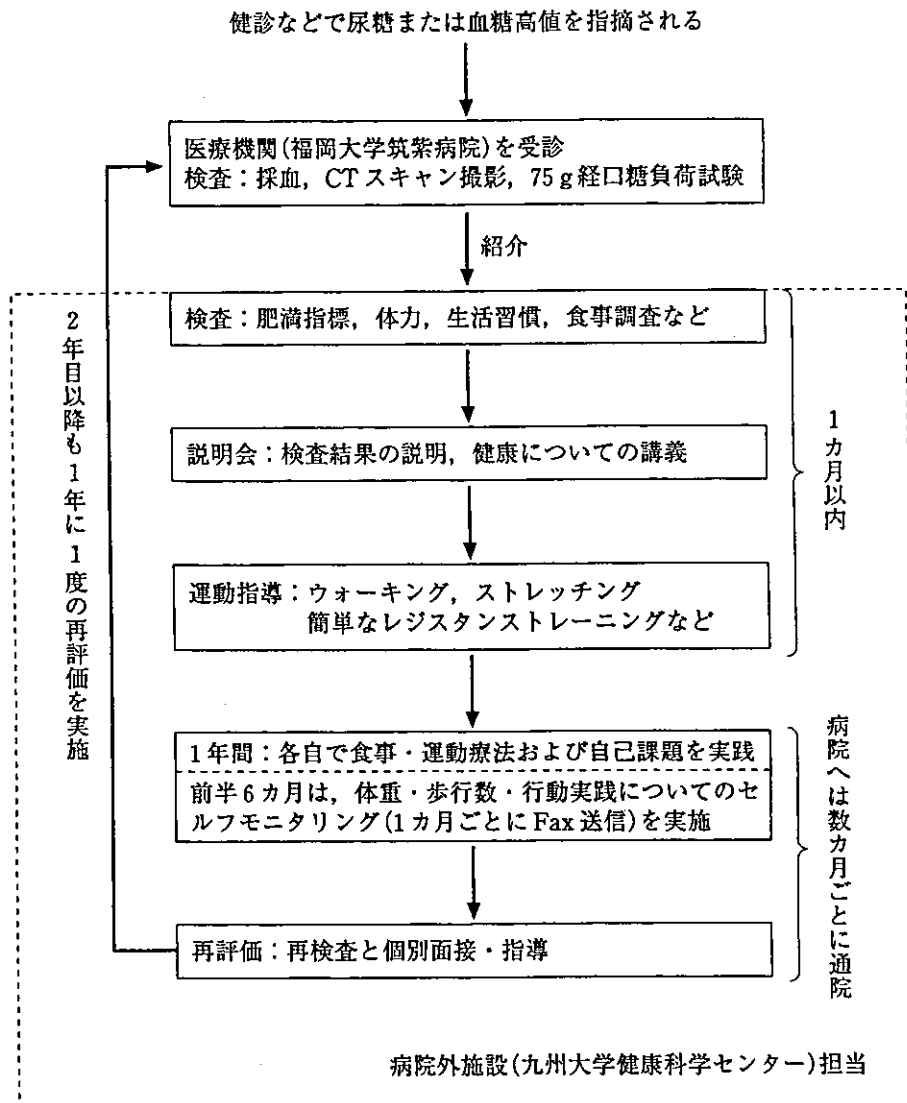 健診などで尿糖または血糖高値を指摘される
医療機関(福岡大学筑紫病院)を受診
検査：採血，CTスキャン撮影，75g経口糖負荷試験
紹介
検査：肥満指標，体力，生活習慣，食事調査など
説明会：検査結果の説明，健康についての講義
運動指導：ウォーキング，ストレッチング
簡単なレジスタンストレーニングなど
1カ月以内
1年間：各自で食事・運動療法および自己課題を実践
前半6カ月は，体重・歩行数・行動実践についてのセ
ルフモニタリング(1カ月ごとにFax送信)を実施
再評価：再検査と個別面接・指導
病院へは数カ月ごとに通院
2年目以降も1年に1度の再評価を実施
病院外施設(九州大学健康科学センター)担当